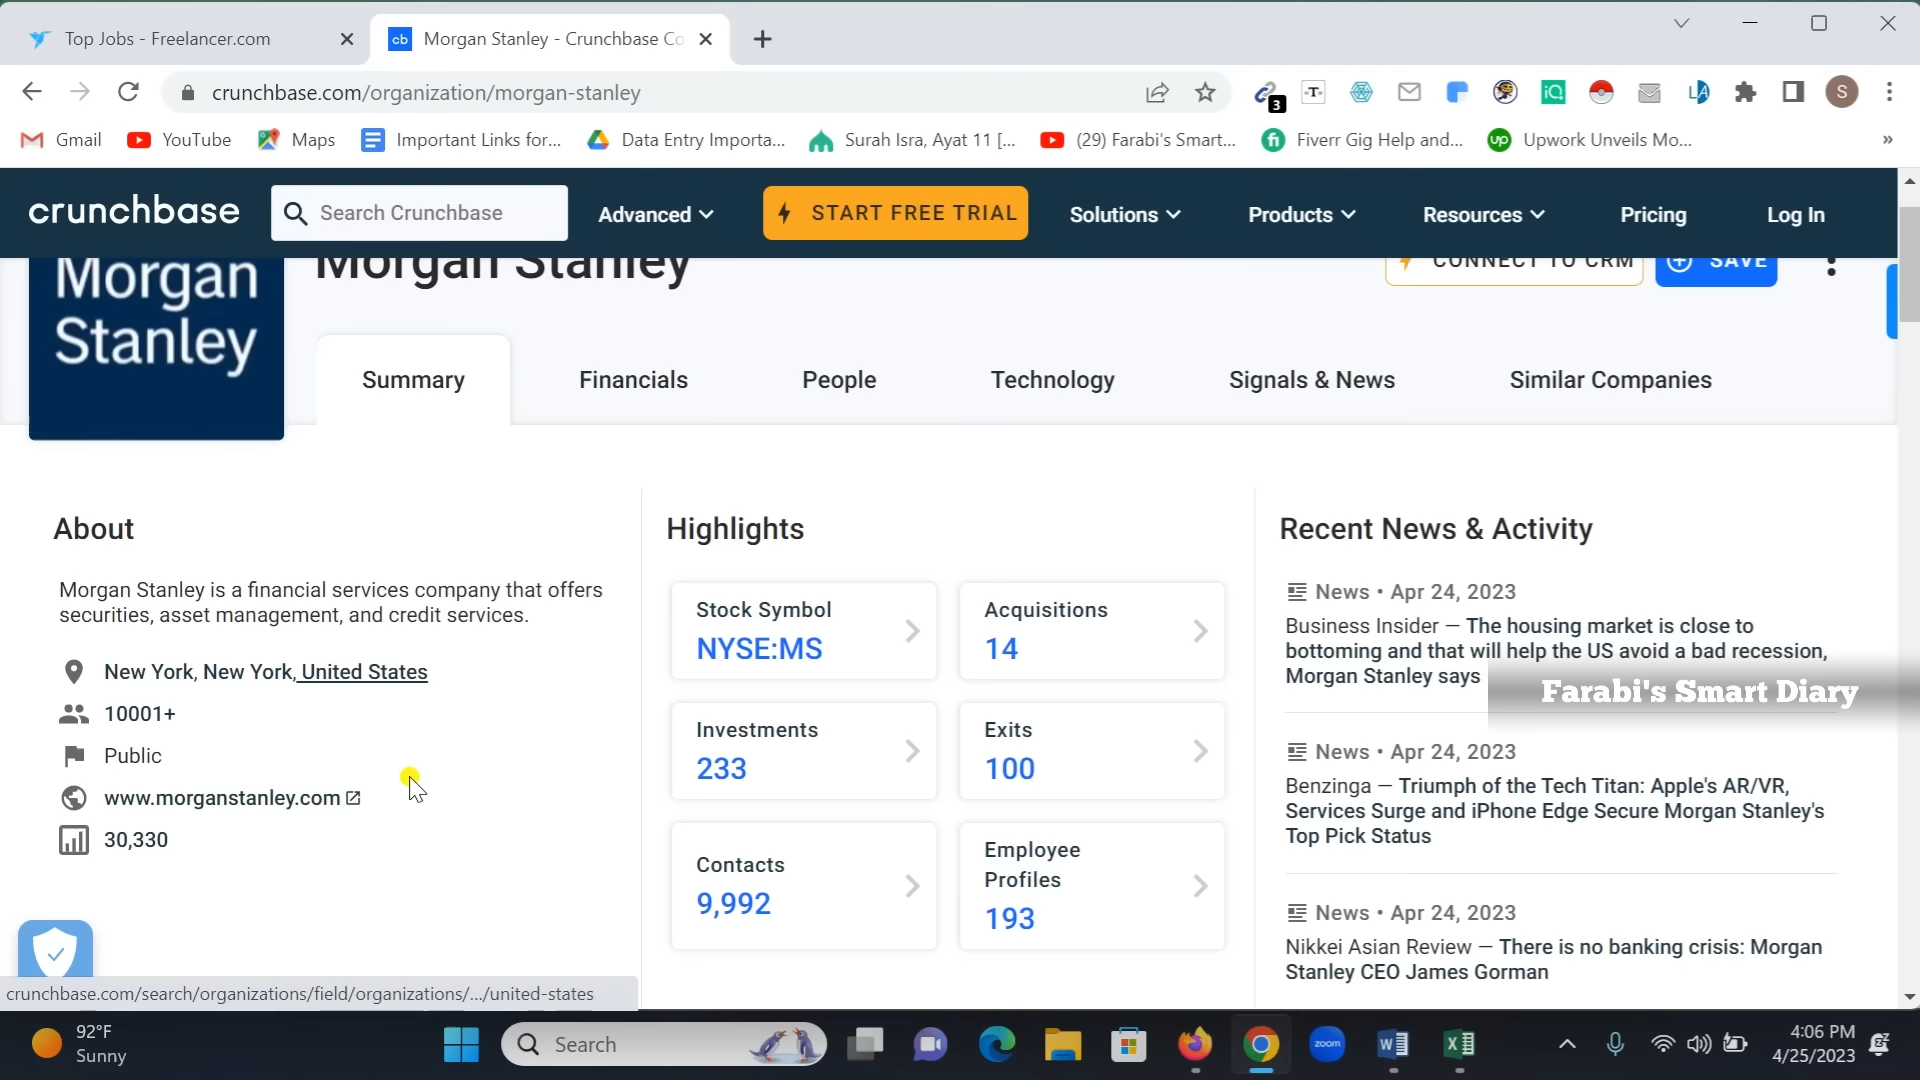 Top Jobs - Freelancer.com
cb
Morgan Stanley - Crunchbase Co
crunchbase.com/organization/morgan-stanley
3
-T-
iQ
LA
S
Gmail
YouTube
Maps
Important Links for...
Data Entry Importa...
Surah Isra, Ayat 11 [...
(29) Farabi's Smart...
fi
Fiverr Gig Help and...
up
Upwork Unveils Mo...
»
crunchbase
Search Crunchbase
Advanced
START FREE TRIAL
Solutions
Products
Resources
Pricing
Log In
Morgan Stanley
Morgan Stanley
CONNECT TO CRM
SAVE
Summary
Financials
People
Technology
Signals & News
Similar Companies
About
Morgan Stanley is a financial services company that offers
securities, asset management, and credit services.
New York, New York, United States
10001+
Public
www.morganstanley.com
30,330
Highlights
Stock Symbol
NYSE:MS
Acquisitions
14
Investments
233
Exits
100
Contacts
9,992
Employee
Profiles
193
Recent News & Activity
News • Apr 24, 2023
Business Insider — The housing market is close to
bottoming and that will help the US avoid a bad recession,
Morgan Stanley says
Farabi's Smart Diary
News • Apr 24, 2023
Benzinga — Triumph of the Tech Titan: Apple's AR/VR,
Services Surge and iPhone Edge Secure Morgan Stanley's
Top Pick Status
News • Apr 24, 2023
Nikkei Asian Review — There is no banking crisis: Morgan
Stanley CEO James Gorman
crunchbase.com/search/organizations/field/organizations/.../united-states
92°F
Sunny
Search
zoom
W
X
4:06 PM
4/25/2023